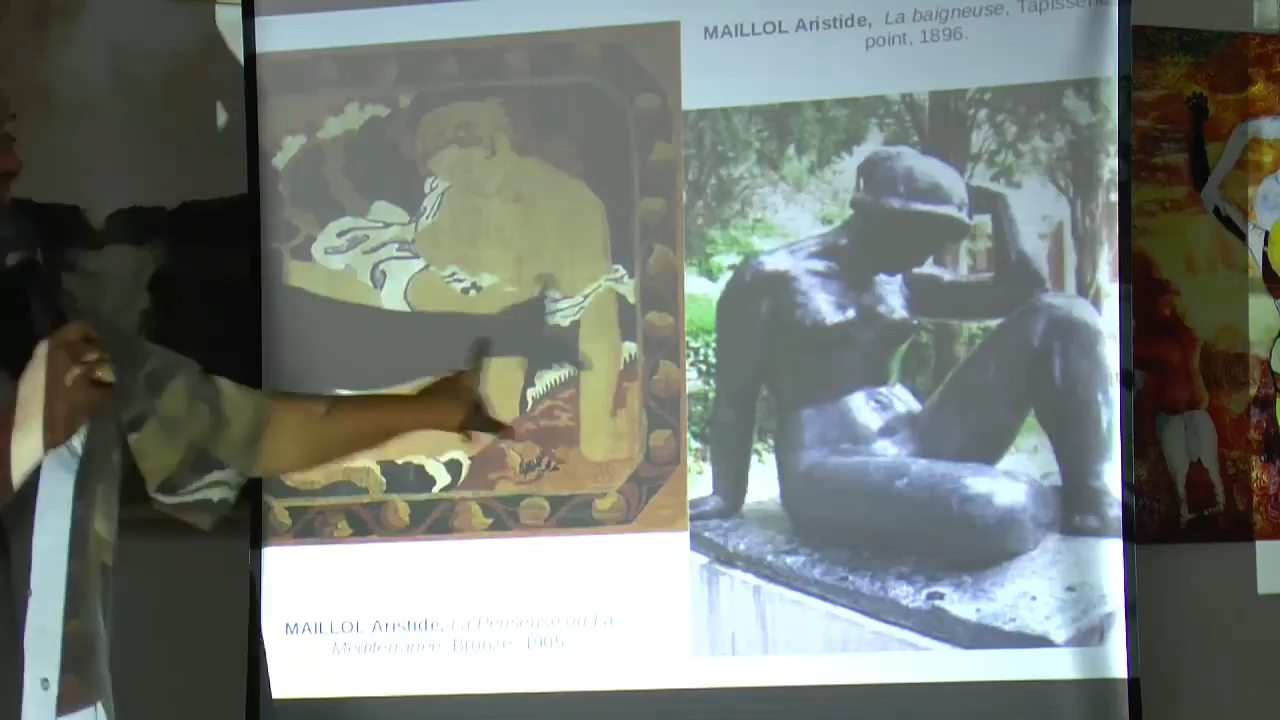 MAILLOL Aristide, La baigneuse, Tapisserie
point, 1896.
MAILLOL Aristide, La Penseuse ou La
Méditerranée, Bronze, 1905